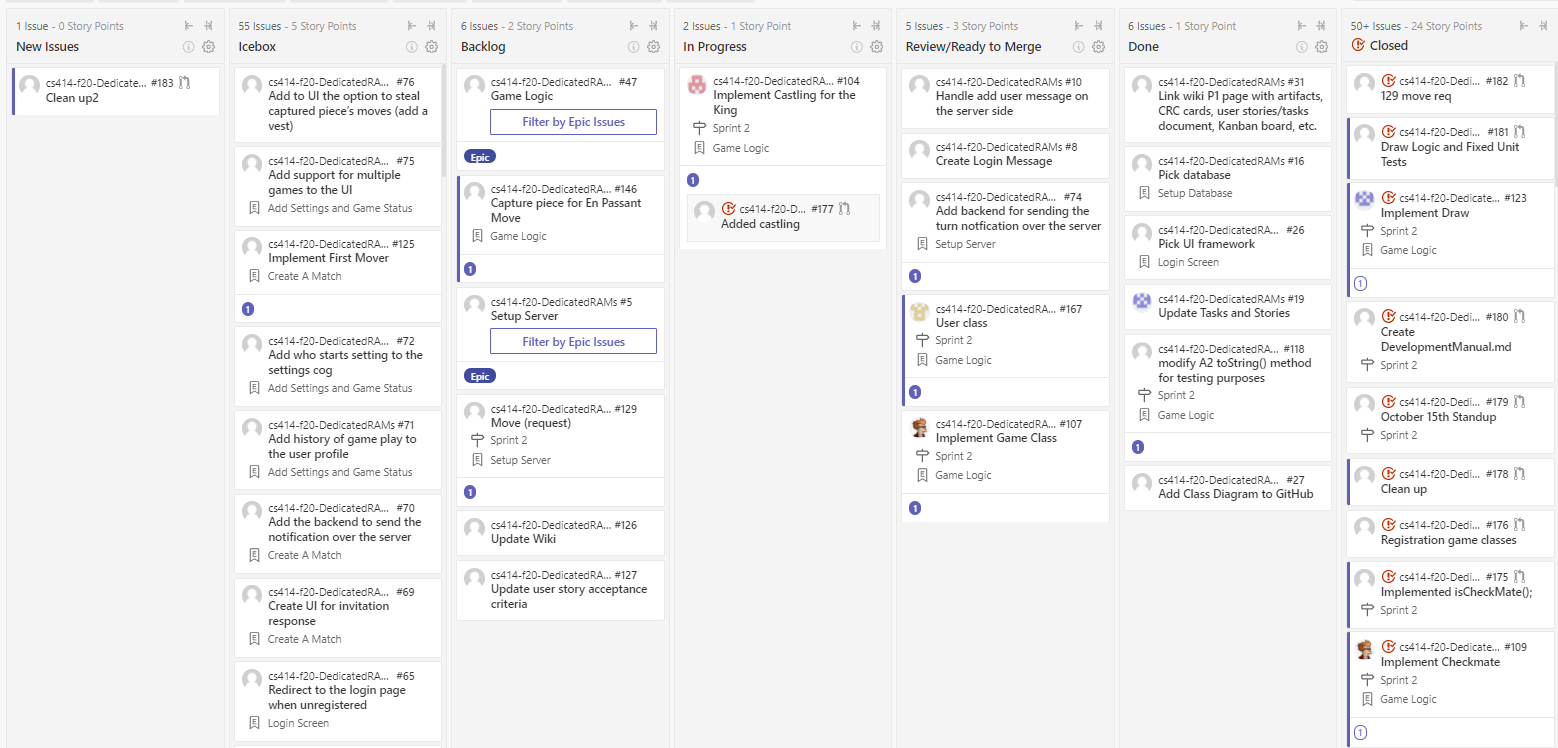 1 Issue - 0 Story Points
New Issues
cs414-f20-Dedicate... #183
Clean up2
55 Issues - 5 Story Points
Icebox
cs414-f20-DedicatedRA... #76
Add to UI the option to steal
captured piece's moves (add a
vest)
cs414-f20-DedicatedRA... #75
Add support for multiple
games to the UI
Add Settings and Game Status
cs414-f20-DedicatedRA... #125
Implement First Mover
Create A Match
1
cs414-f20-DedicatedRA... #72
Add who starts setting to the
settings cog
Add Settings and Game Status
cs414-f20-DedicatedRAMs #71
Add history of game play to
the user profile
Add Settings and Game Status
cs414-f20-DedicatedRA... #70
Add the backend to send the
notification over the server
Create A Match
cs414-f20-DedicatedRA... #69
Create UI for invitation
response
Create A Match
cs414-f20-DedicatedRA... #65
Redirect to the login page
when unregistered
Login Screen
6 Issues - 2 Story Points
Backlog
cs414-f20-DedicatedRA... #47
Game Logic
Filter by Epic Issues
Epic
cs414-f20-DedicatedRA... #146
Capture piece for En Passant
Move
Game Logic
1
cs414-f20-DedicatedRAMs #5
Setup Server
Filter by Epic Issues
Epic
cs414-f20-DedicatedRA... #129
Move (request)
Sprint 2
Setup Server
1
cs414-f20-DedicatedRA... #126
Update Wiki
cs414-f20-DedicatedRA... #127
Update user story acceptance
criteria
2 Issues - 1 Story Point
In Progress
cs414-f20-DedicatedRA... #104
Implement Castling for the
King
Sprint 2
Game Logic
1
cs414-f20-D... #177
Added castling
5 Issues - 3 Story Points
Review/Ready to Merge
cs414-f20-DedicatedRAMs #10
Handle add user message on
the server side
cs414-f20-DedicatedRAMs #8
Create Login Message
cs414-f20-DedicatedRA... #74
Add backend for sending the
turn notfication over the server
Setup Server
1
cs414-f20-DedicatedRA... #167
User class
Sprint 2
Game Logic
1
cs414-f20-DedicatedRA... #107
Implement Game Class
Sprint 2
Game Logic
1
6 Issues - 1 Story Point
Done
cs414-f20-DedicatedRAMs #31
Link wiki P1 page with artifacts,
CRC cards, user stories/tasks
document, Kanban board, etc.
cs414-f20-DedicatedRAMs #16
Pick database
Setup Database
cs414-f20-DedicatedRA... #26
Pick UI framework
Login Screen
cs414-f20-DedicatedRAMs #19
Update Tasks and Stories
cs414-f20-DedicatedRA... #118
modify A2 toString() method
for testing purposes
Sprint 2
Game Logic
1
cs414-f20-DedicatedRA... #27
Add Class Diagram to GitHub
50+ Issues - 24 Story Points
Closed
cs414-f20-Dedi... #182
129 move req
cs414-f20-Dedi... #181
Draw Logic and Fixed Unit
Tests
cs414-f20-Dedicate... #123
Implement Draw
Sprint 2
Game Logic
1
cs414-f20-Dedi... #180
Create
DevelopmentManual.md
Sprint 2
cs414-f20-Dedi... #179
October 15th Standup
Sprint 2
cs414-f20-Dedi... #178
Clean up
cs414-f20-Dedi... #176
Registration game classes
cs414-f20-Dedi... #175
Implemented isCheckMate();
Sprint 2
cs414-f20-Dedicate... #109
Implement Checkmate
Sprint 2
Game Logic
1